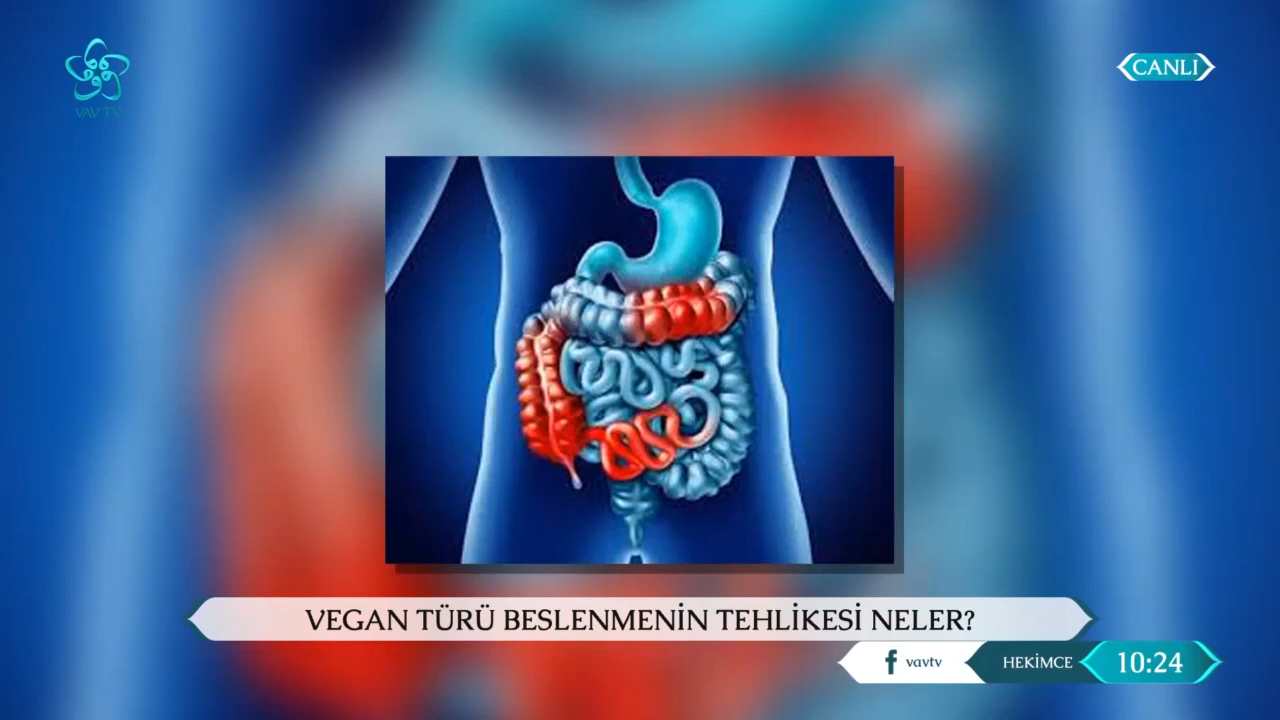 VAV TV
CANLI
VEGAN TÜRÜ BESLENMENİN TEHLİKESİ NELER?
vavtv
HEKİMCE
10:24